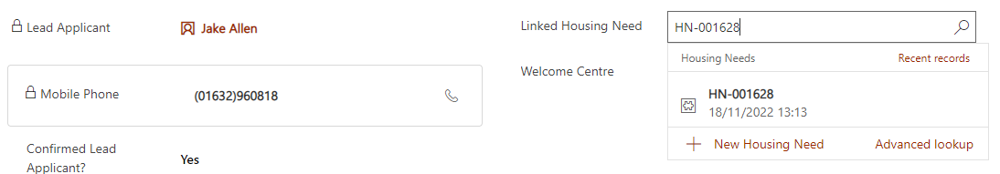 Lead Applicant
Jake Allen
Mobile Phone
(01632)960818
Confirmed Lead
Applicant?
Yes
Linked Housing Need
HN-001628
Welcome Centre
Housing Needs
Recent records
HN-001628
18/11/2022 13:13
New Housing Need
Advanced lookup